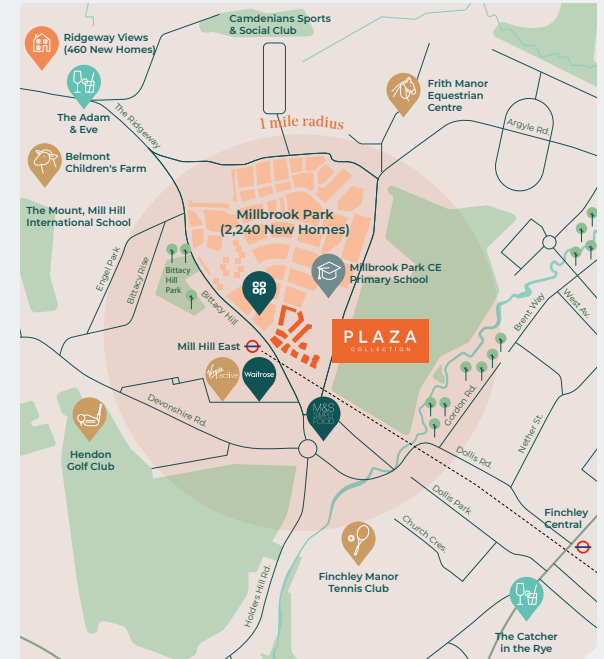 Camdenians Sports
& Social Club
Ridgeway Views
(460 New Homes)
The Adam
& Eve
The Ridgeway
Frith Manor
Equestrian
Centre
1 mile radius
Argyle Rd.
Belmont
Children's Farm
The Mount, Mill Hill
International School
Millbrook Park
(2,240 New Homes)
Engel Park
Bittacy Rise
Bittacy
Hill
Park
Millbrook Park CE
Primary School
co
op
Bittacy Hill
West Av.
Brent Way
PLAZA
COLLECTION
Mill Hill East
Virgin
active
Waitrose
M&S
SIMPLY
FOOD
Devonshire Rd.
Gordon Rd.
Nether St.
Hendon
Golf Club
Dollis Rd.
Dollis Park
Church Cres.
Finchley
Central
Finchley Manor
Tennis Club
Holders Hill Rd.
The Catcher
in the Rye